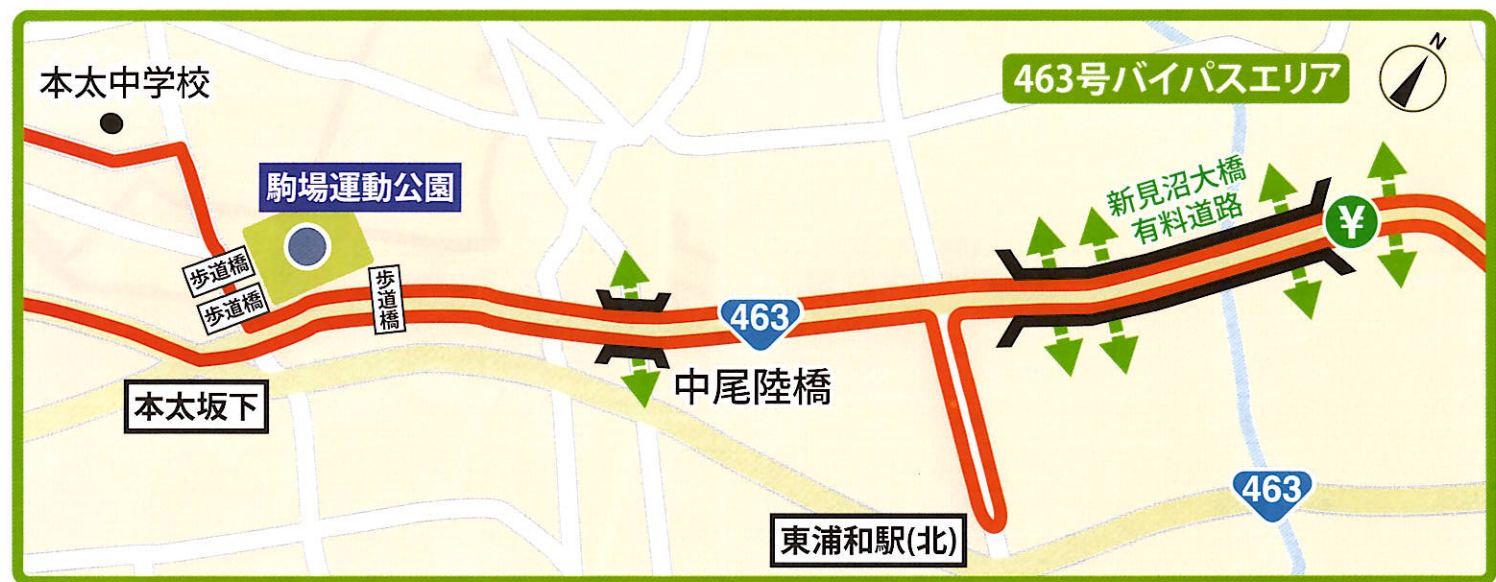 463号バイパスエリア
N
本太中学校
駒場運動公園
歩道橋
歩道橋
歩道橋
新見沼大橋
有料道路
¥
463
中尾陸橋
本太坂下
463
東浦和駅(北)